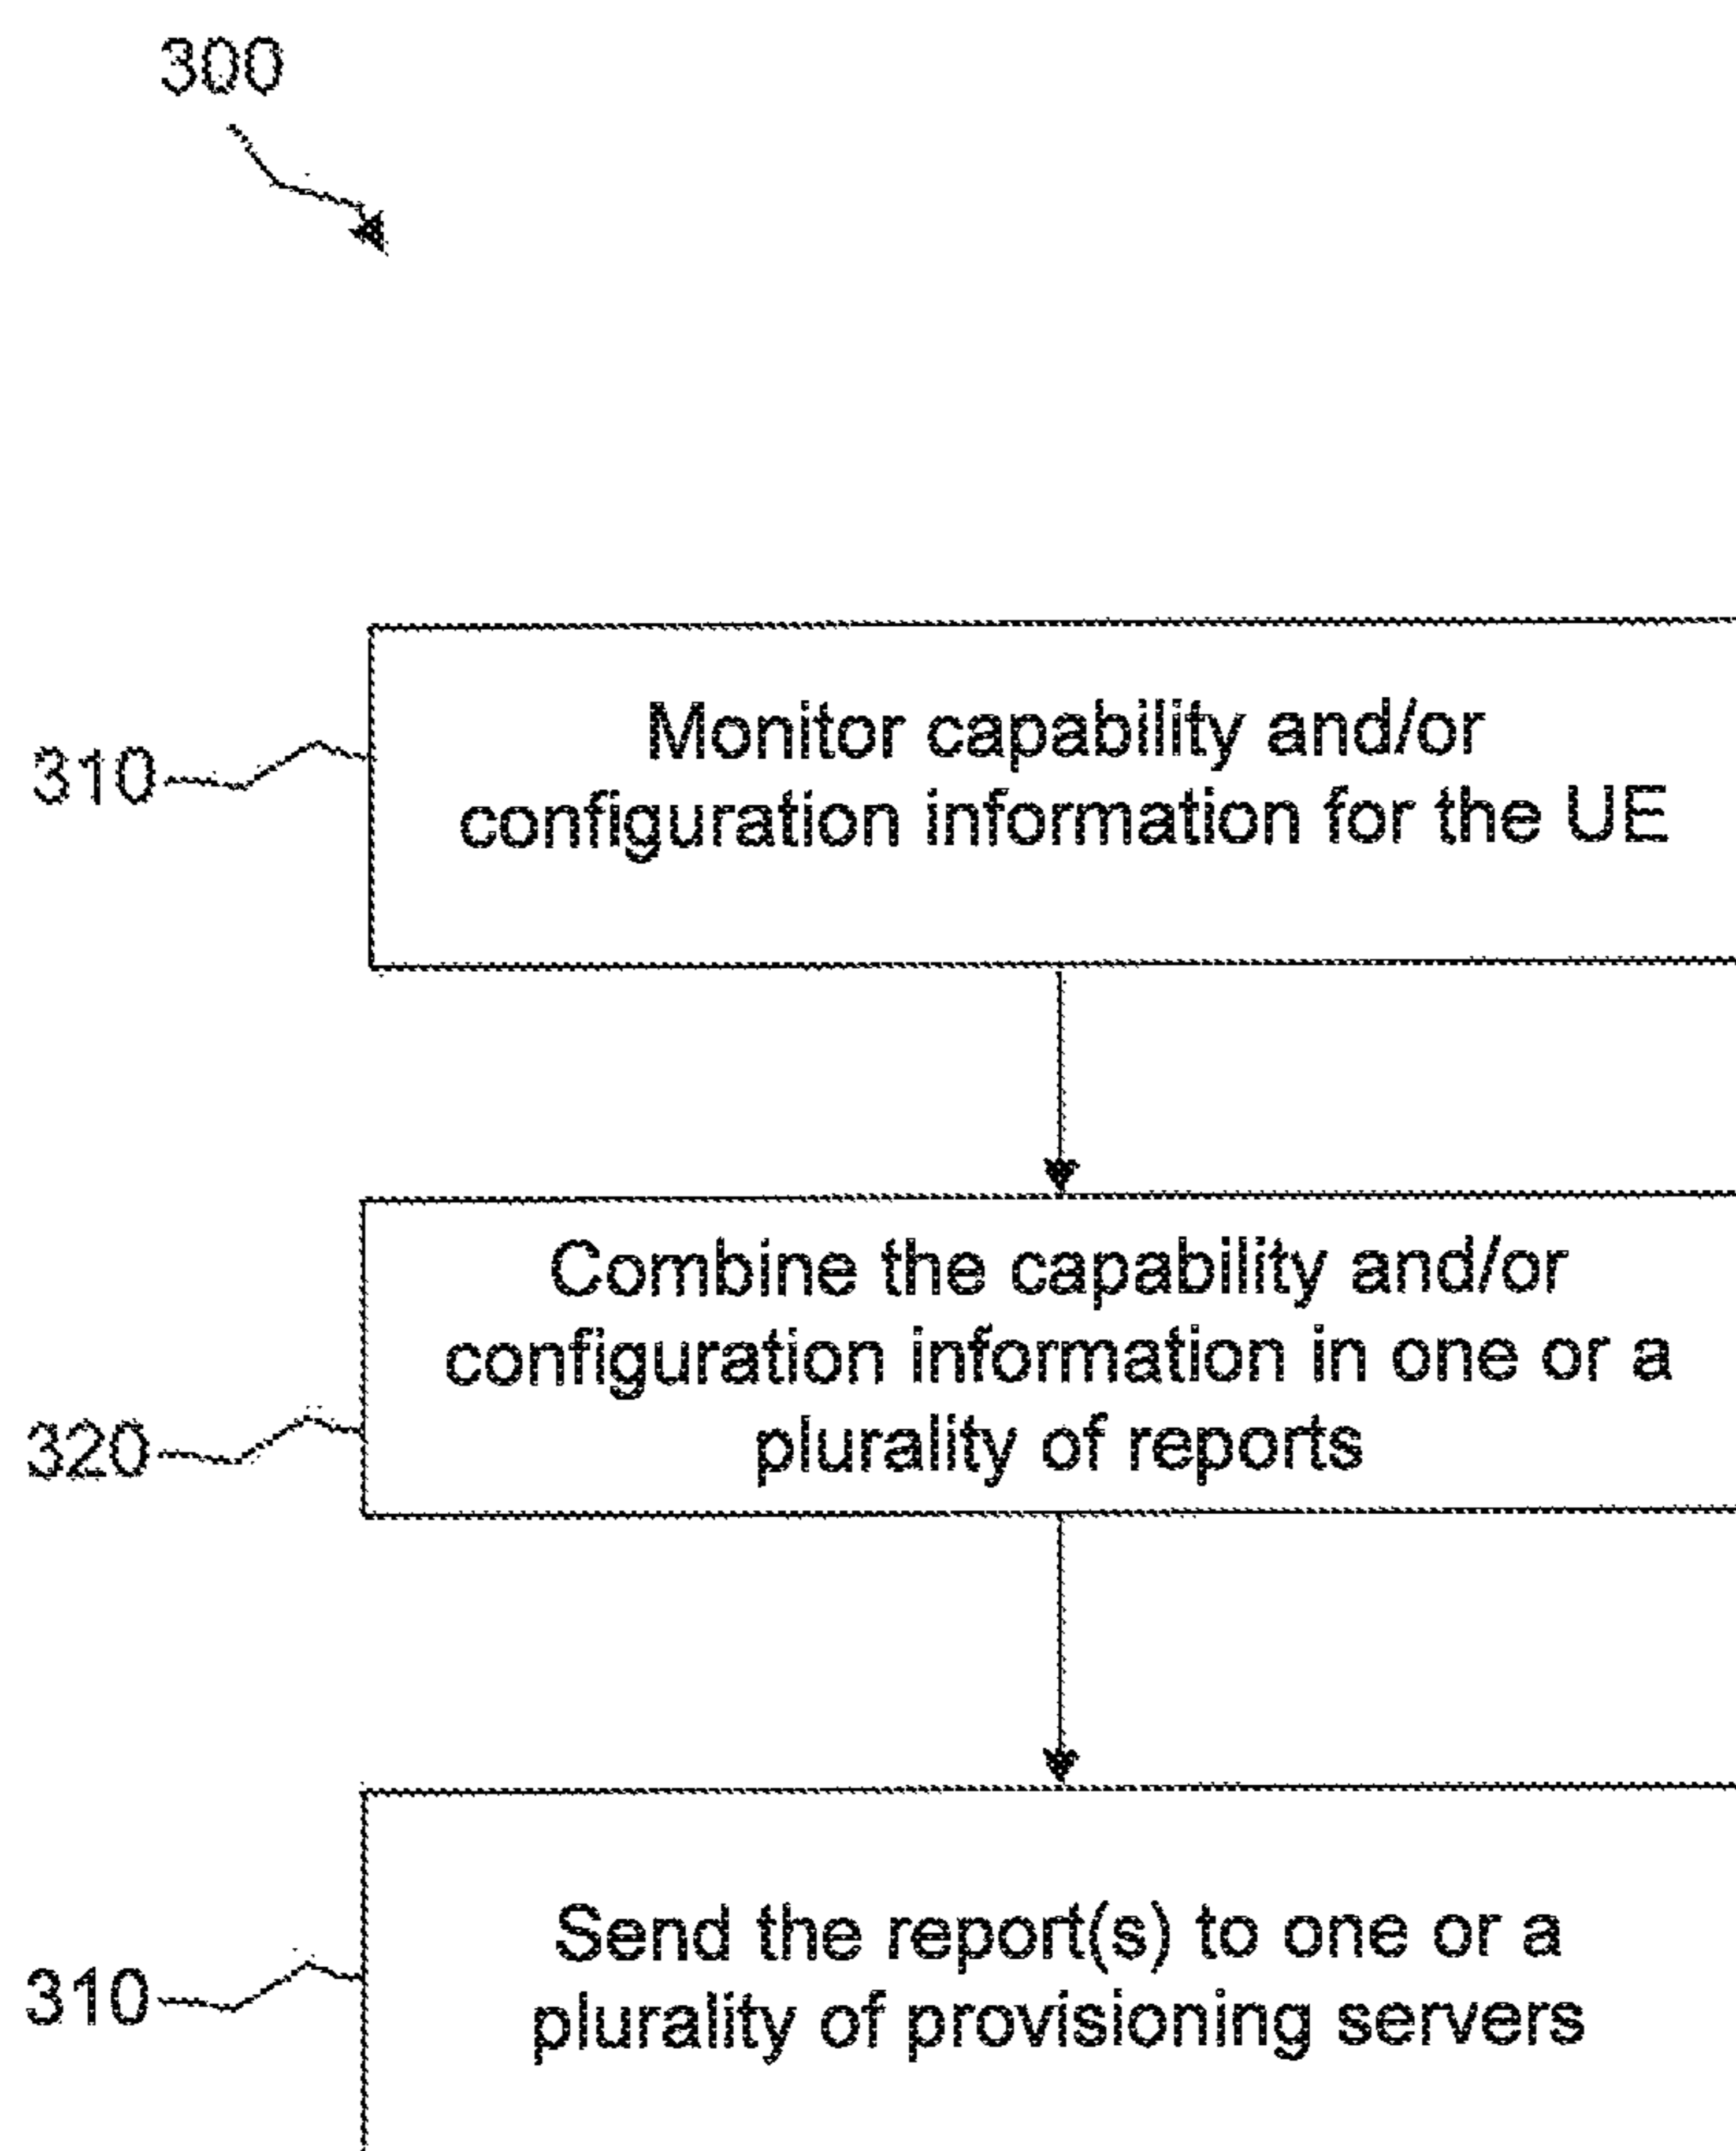 300
310
Monitor capability and/or
configuration information for the UE
Combine the capability and/or
configuration information in one or a
plurality of reports
320
Send the report(s) to one or a
plurality of provisioning servers
310